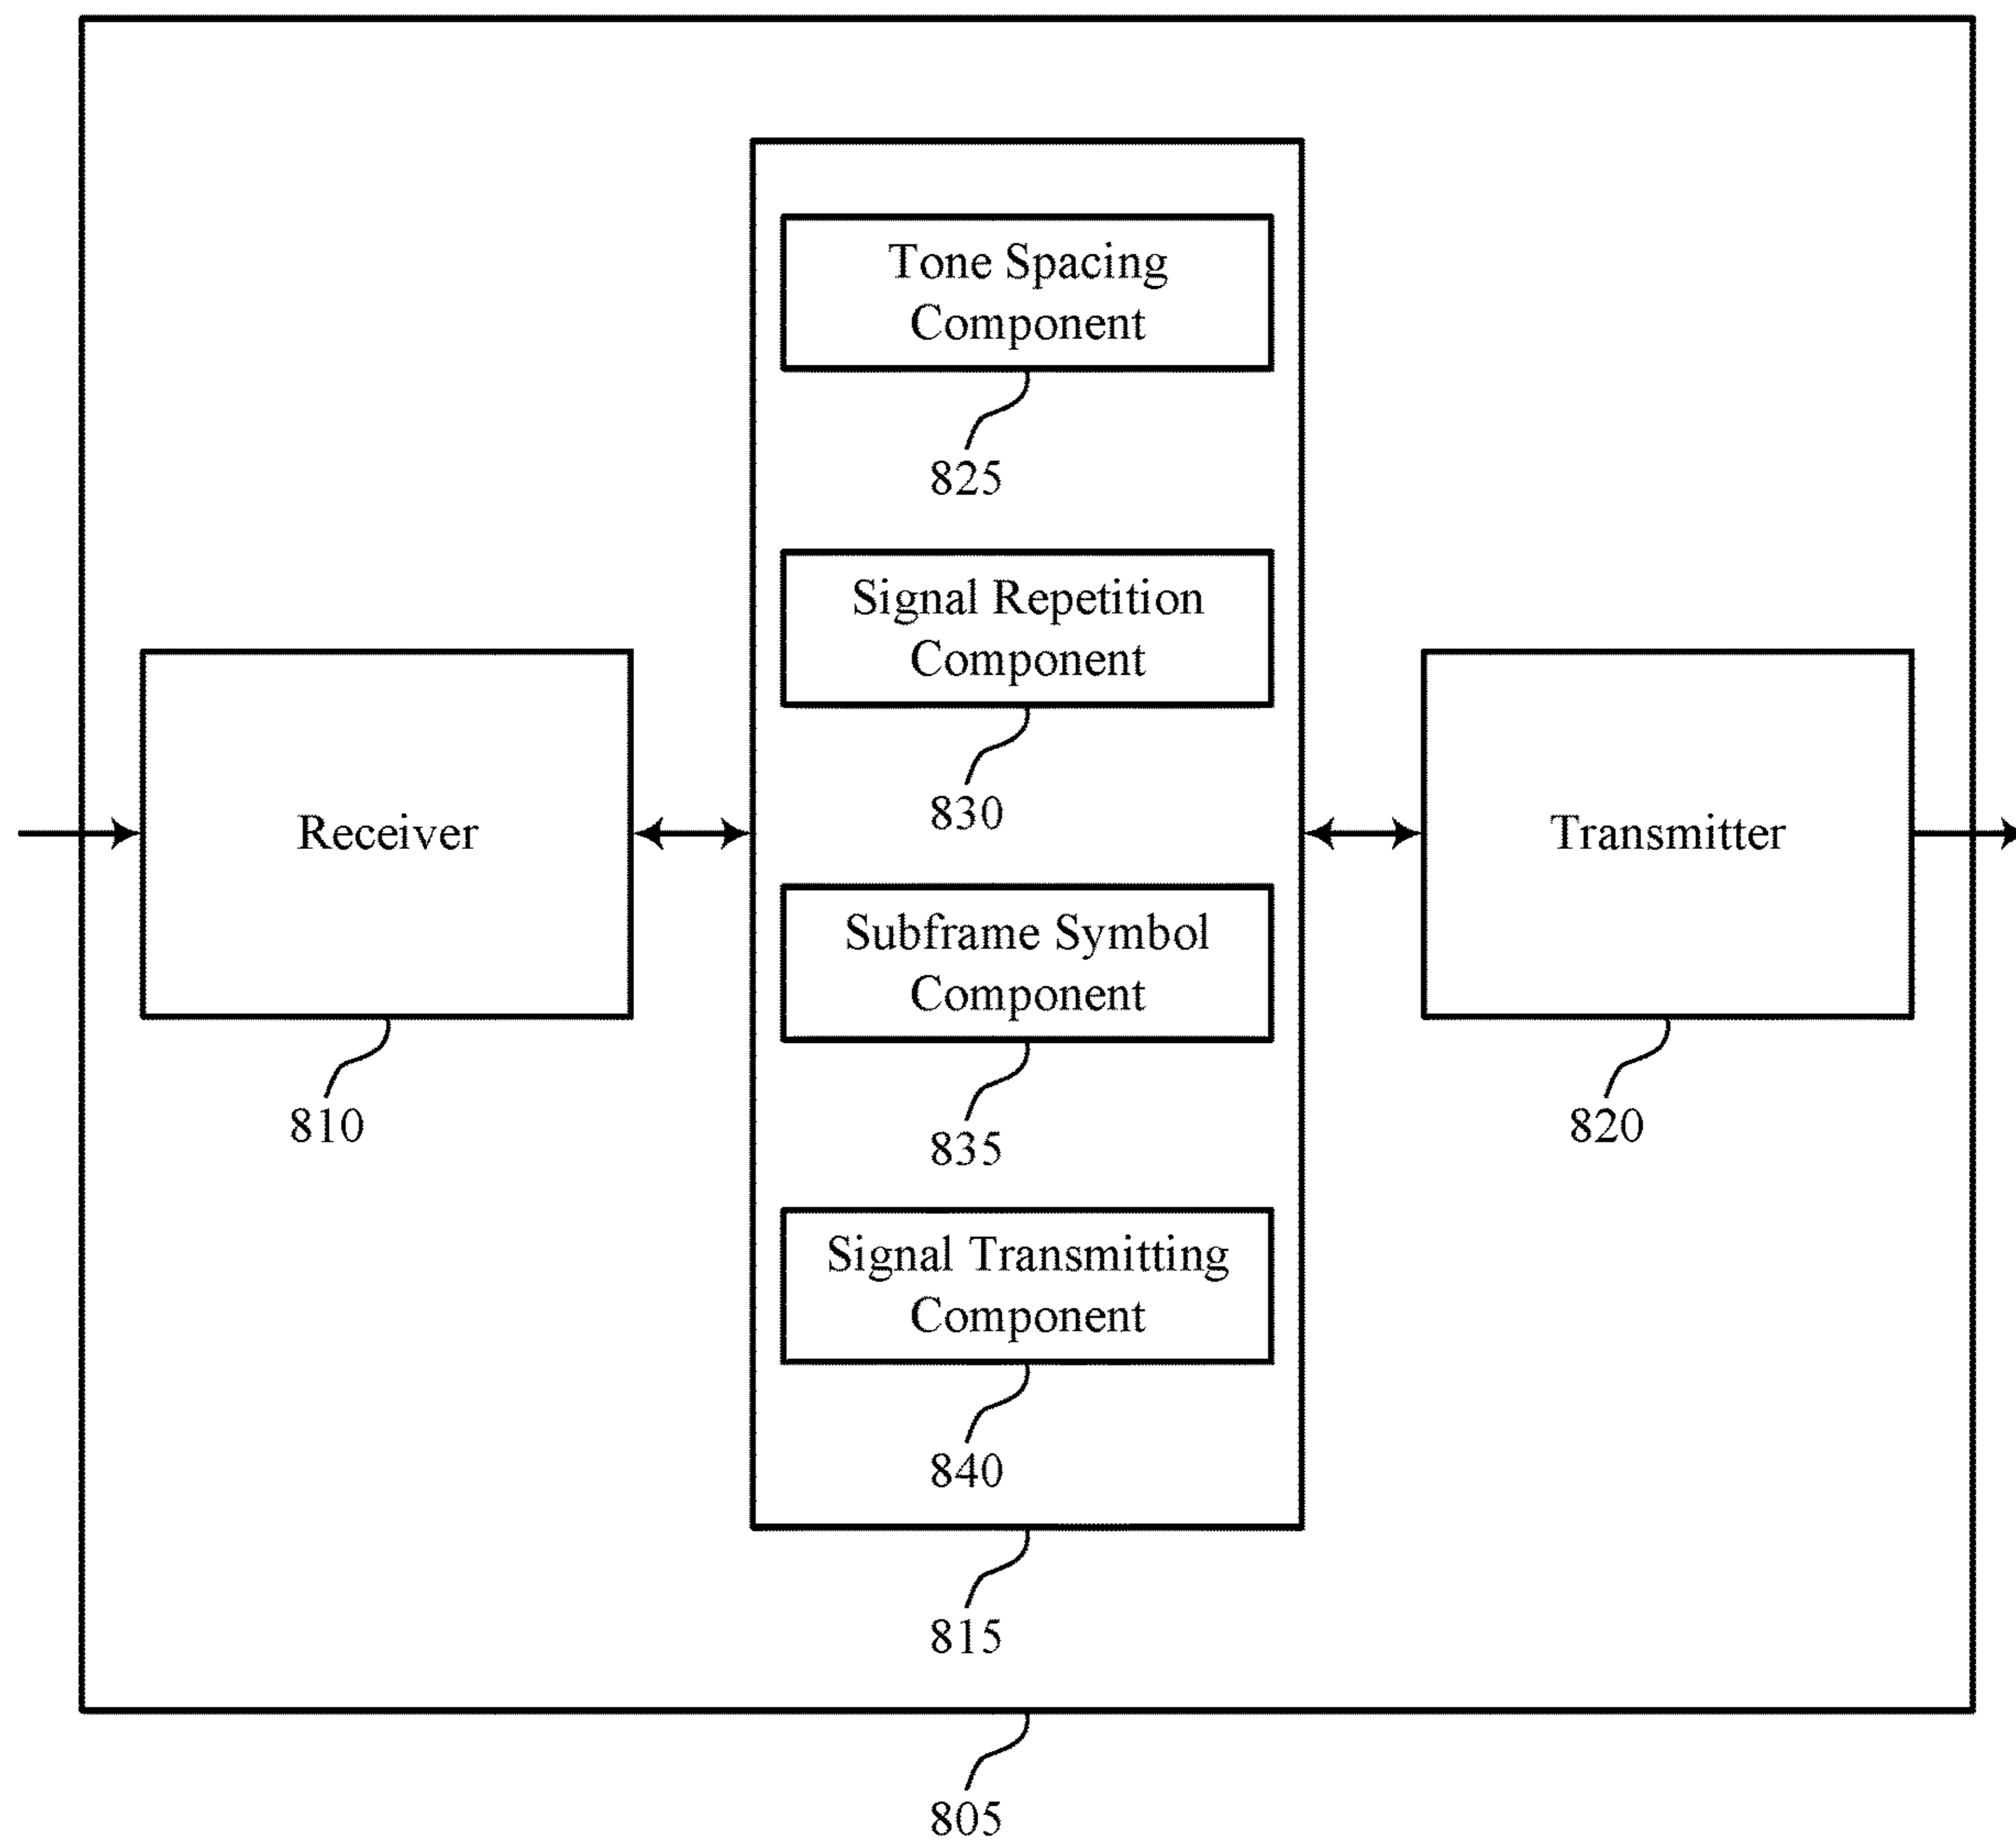 Tone Spacing
Component
825
Signal Repetition
Component
830
Receiver
810
Subframe Symbol
Component
835
Transmitter
820
Signal Transmitting
Component
840
815
805